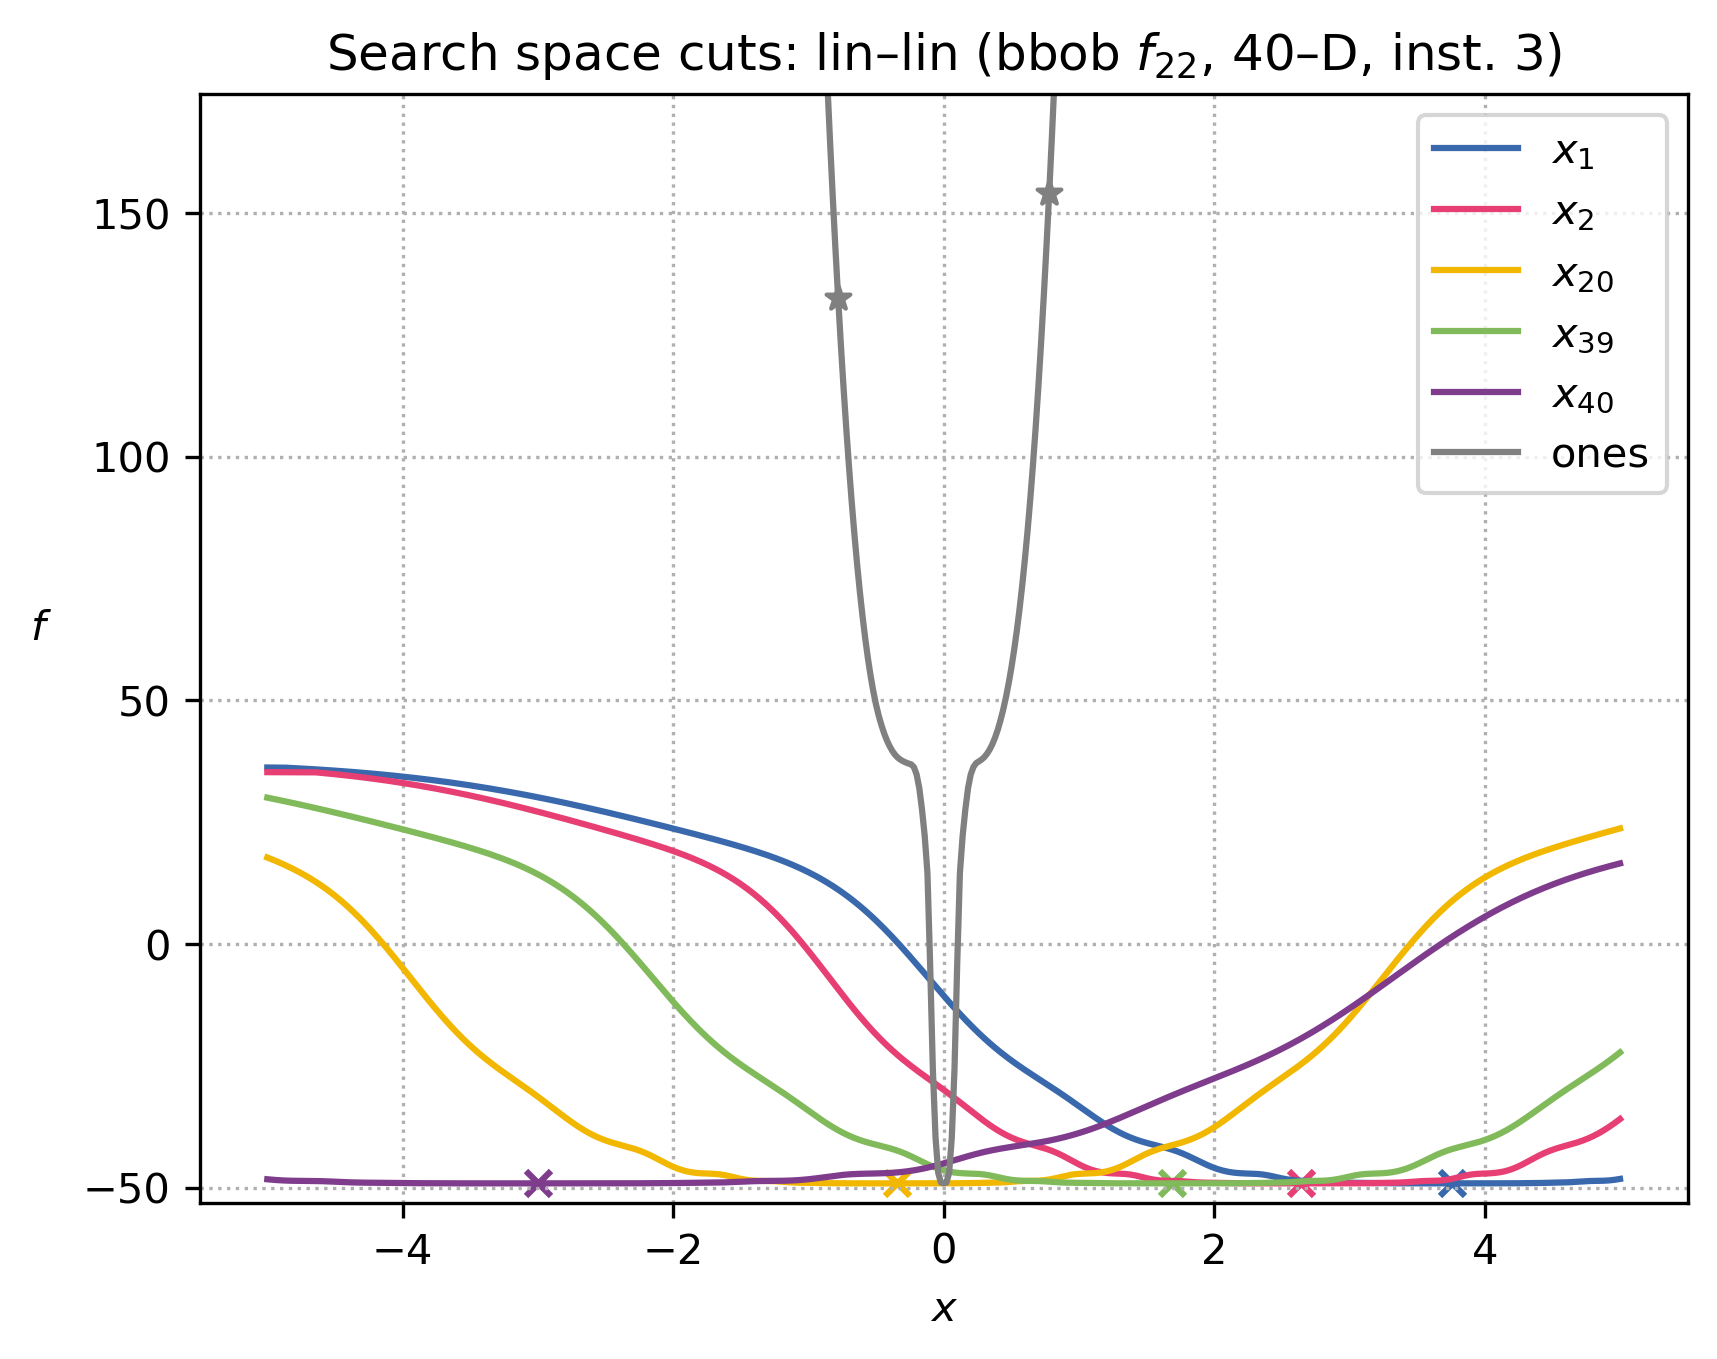 Search space cuts: lin–lin (bbob f₂₂, 40–D, inst. 3)
x₁
x₂
x₂₀
x₃₉
x₄₀
ones
f
150
100
50
0
−50
−4 −2 0 2 4
x